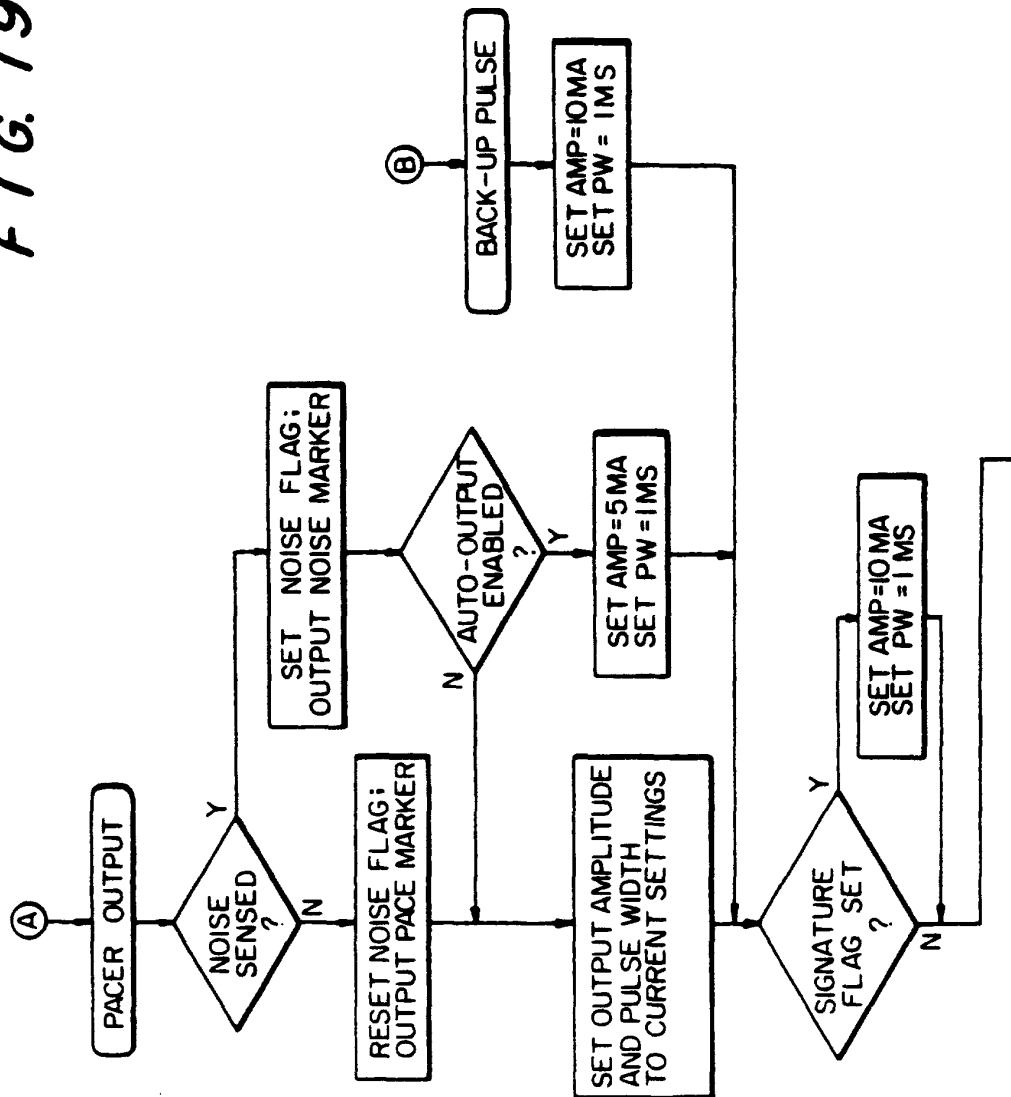 FIG. 19
A
PACER OUTPUT
NOISE
SENSED
?
Y
N
SET NOISE FLAG;
OUTPUT NOISE MARKER
RESET NOISE FLAG;
OUTPUT PACE MARKER
AUTO-OUTPUT
ENABLED
?
N
Y
SET AMP=5MA
SET PW=1MS
B
BACK-UP PULSE
SET AMP=10MA
SET PW = 1MS
SET OUTPUT AMPLITUDE
AND PULSE WIDTH
TO CURRENT SETTINGS
SIGNATURE
FLAG SET
?
Y
N
SET AMP=10MA
SET PW =1 MS